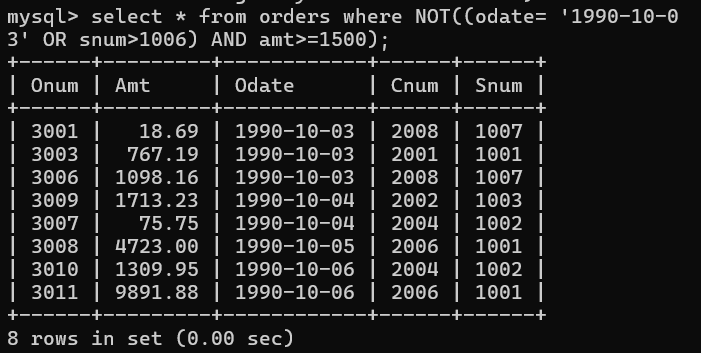 mysql> select * from orders where NOT((odate= '1990-10-0
3' OR snum>1006) AND amt>=1500);
+------+---------+------------+------+------+
| Onum | Amt     | Odate      | Cnum | Snum |
+------+---------+------------+------+------+
| 3001 |   18.69 | 1990-10-03 | 2008 | 1007 |
| 3003 |  767.19 | 1990-10-03 | 2001 | 1001 |
| 3006 | 1098.16 | 1990-10-03 | 2008 | 1007 |
| 3009 | 1713.23 | 1990-10-04 | 2002 | 1003 |
| 3007 |   75.75 | 1990-10-04 | 2004 | 1002 |
| 3008 | 4723.00 | 1990-10-05 | 2006 | 1001 |
| 3010 | 1309.95 | 1990-10-06 | 2004 | 1002 |
| 3011 | 9891.88 | 1990-10-06 | 2006 | 1001 |
+------+---------+------------+------+------+
8 rows in set (0.00 sec)